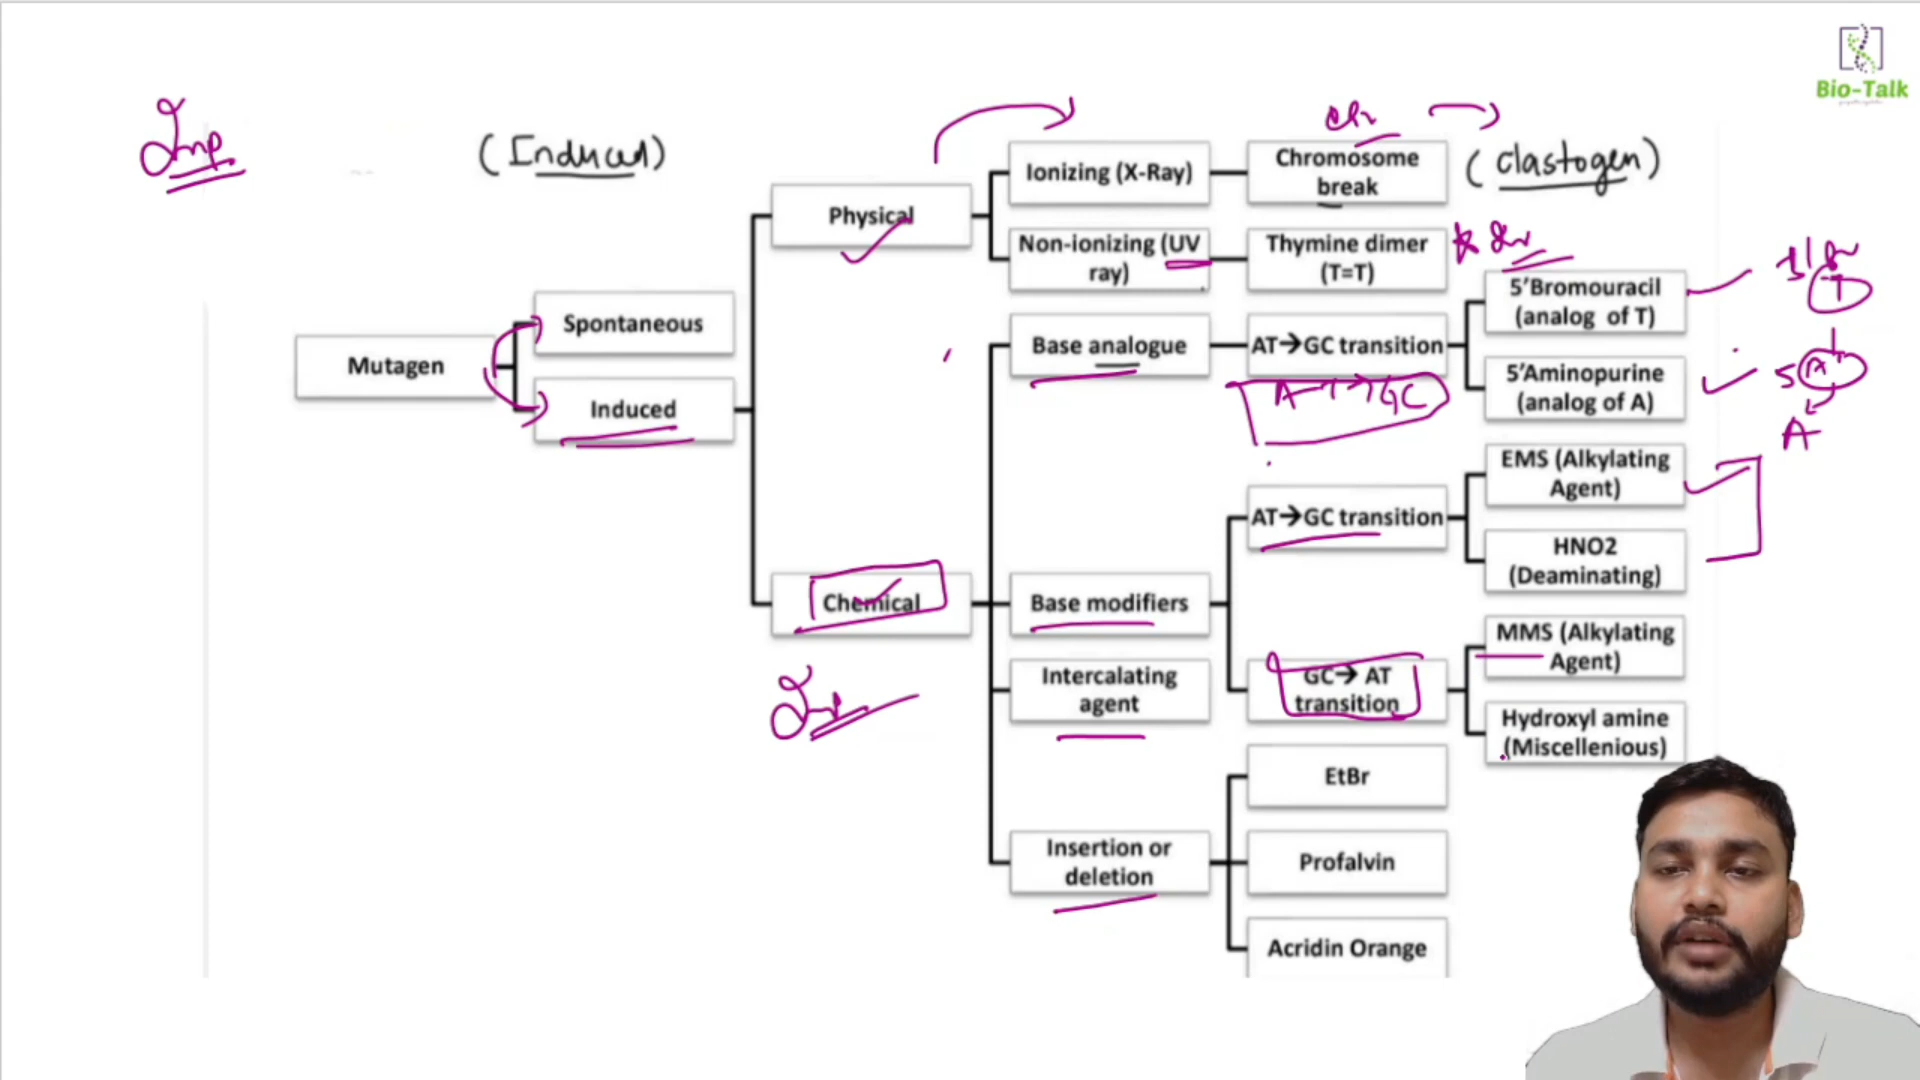 Bio-Talk
Imp
(Induced)
Chr
(Clastogen)
Mutagen
Spontaneous
Induced
Physical
Chemical
Imp
Ionizing (X-Ray)
Chromosome
break
Non-ionizing (UV
ray)
Thymine dimer
(T=T)
Base analogue
AT→GC transition
A-T→GC
5'Bromouracil
(analog of T)
T
5'Aminopurine
(analog of A)
5
A
Base modifiers
AT→GC transition
EMS (Alkylating
Agent)
HNO2
(Deaminating)
GC→ AT
transition
MMS (Alkylating
Agent)
Hydroxyl amine
(Miscellenious)
Intercalating
agent
Insertion or
deletion
EtBr
Profalvin
Acridin Orange